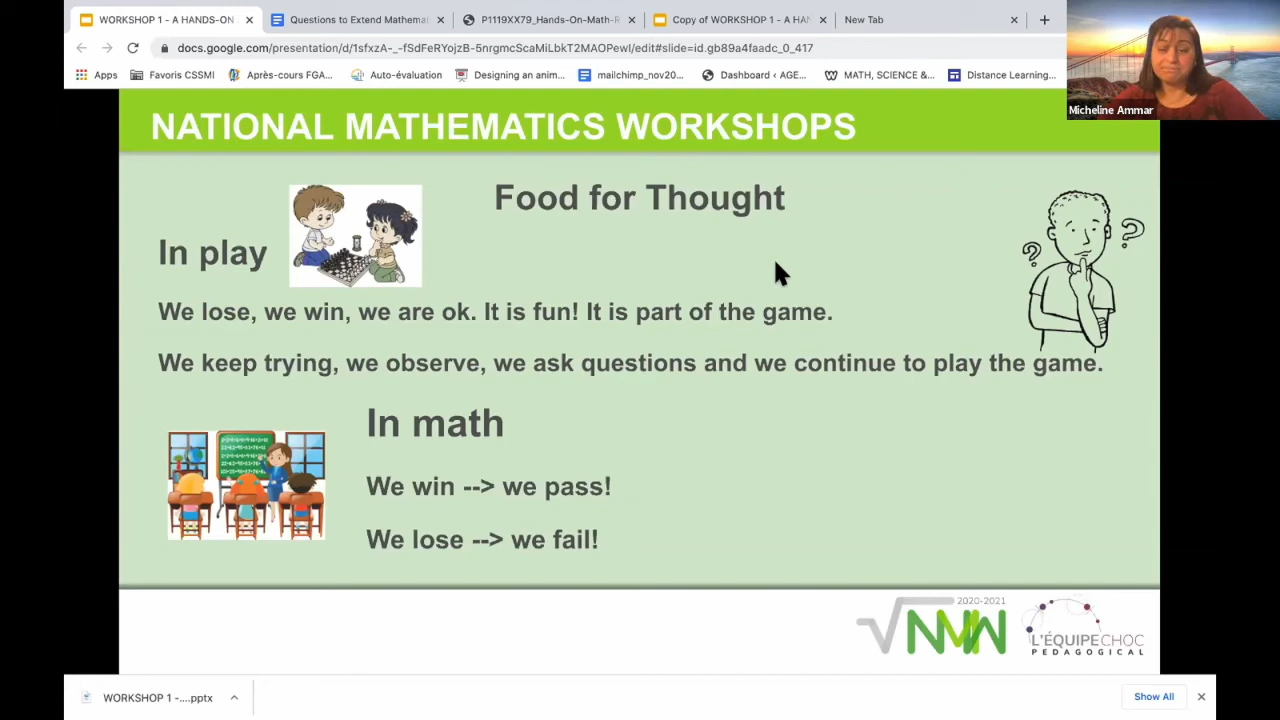 WORKSHOP 1 - A HANDS-ON
Questions to Extend Mathema
P1119XX79_Hands-On-Math-R
Copy of WORKSHOP 1 - A HAN
New Tab
docs.google.com/presentation/d/1sfxzA-_-fSdFeRYojzB-5nrgmcScaMiLbkT2MAOPewI/edit#slide=id.gb89a4faadc_0_417
Apps
Favoris CSSMI
Après-cours FGA...
Auto-évaluation
Designing an anim...
mailchimp_nov20...
Dashboard ‹ AGE...
MATH, SCIENCE &...
Distance Learning...
Micheline Ammar
NATIONAL MATHEMATICS WORKSHOPS
Food for Thought
In play
We lose, we win, we are ok. It is fun! It is part of the game.
We keep trying, we observe, we ask questions and we continue to play the game.
In math
We win --> we pass!
We lose --> we fail!
2020-2021
NMW
L'ÉQUIPECHOC
PEDAGOGICAL
WORKSHOP 1 -....pptx
Show All